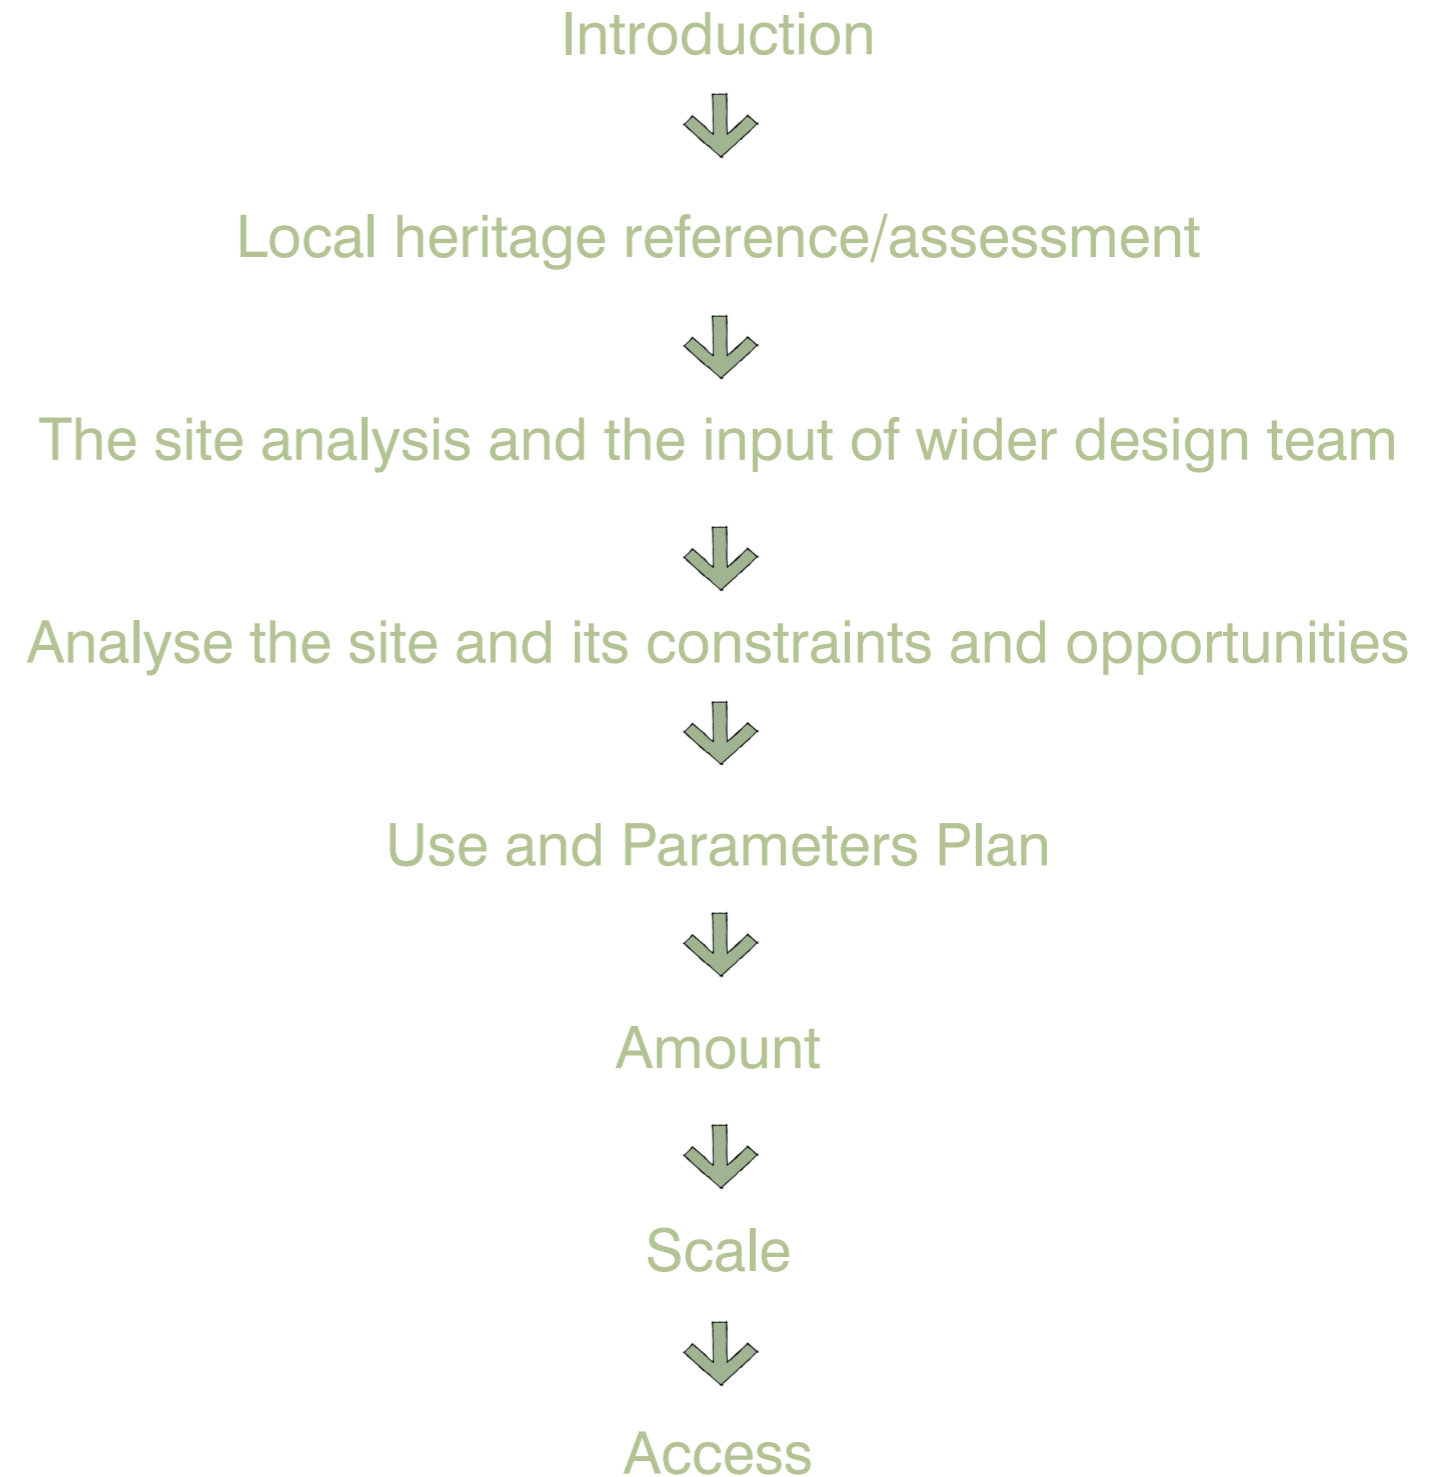 Introduction
Local heritage reference/assessment
The site analysis and the input of wider design team
Analyse the site and its constraints and opportunities
Use and Parameters Plan
Amount
Scale
Access